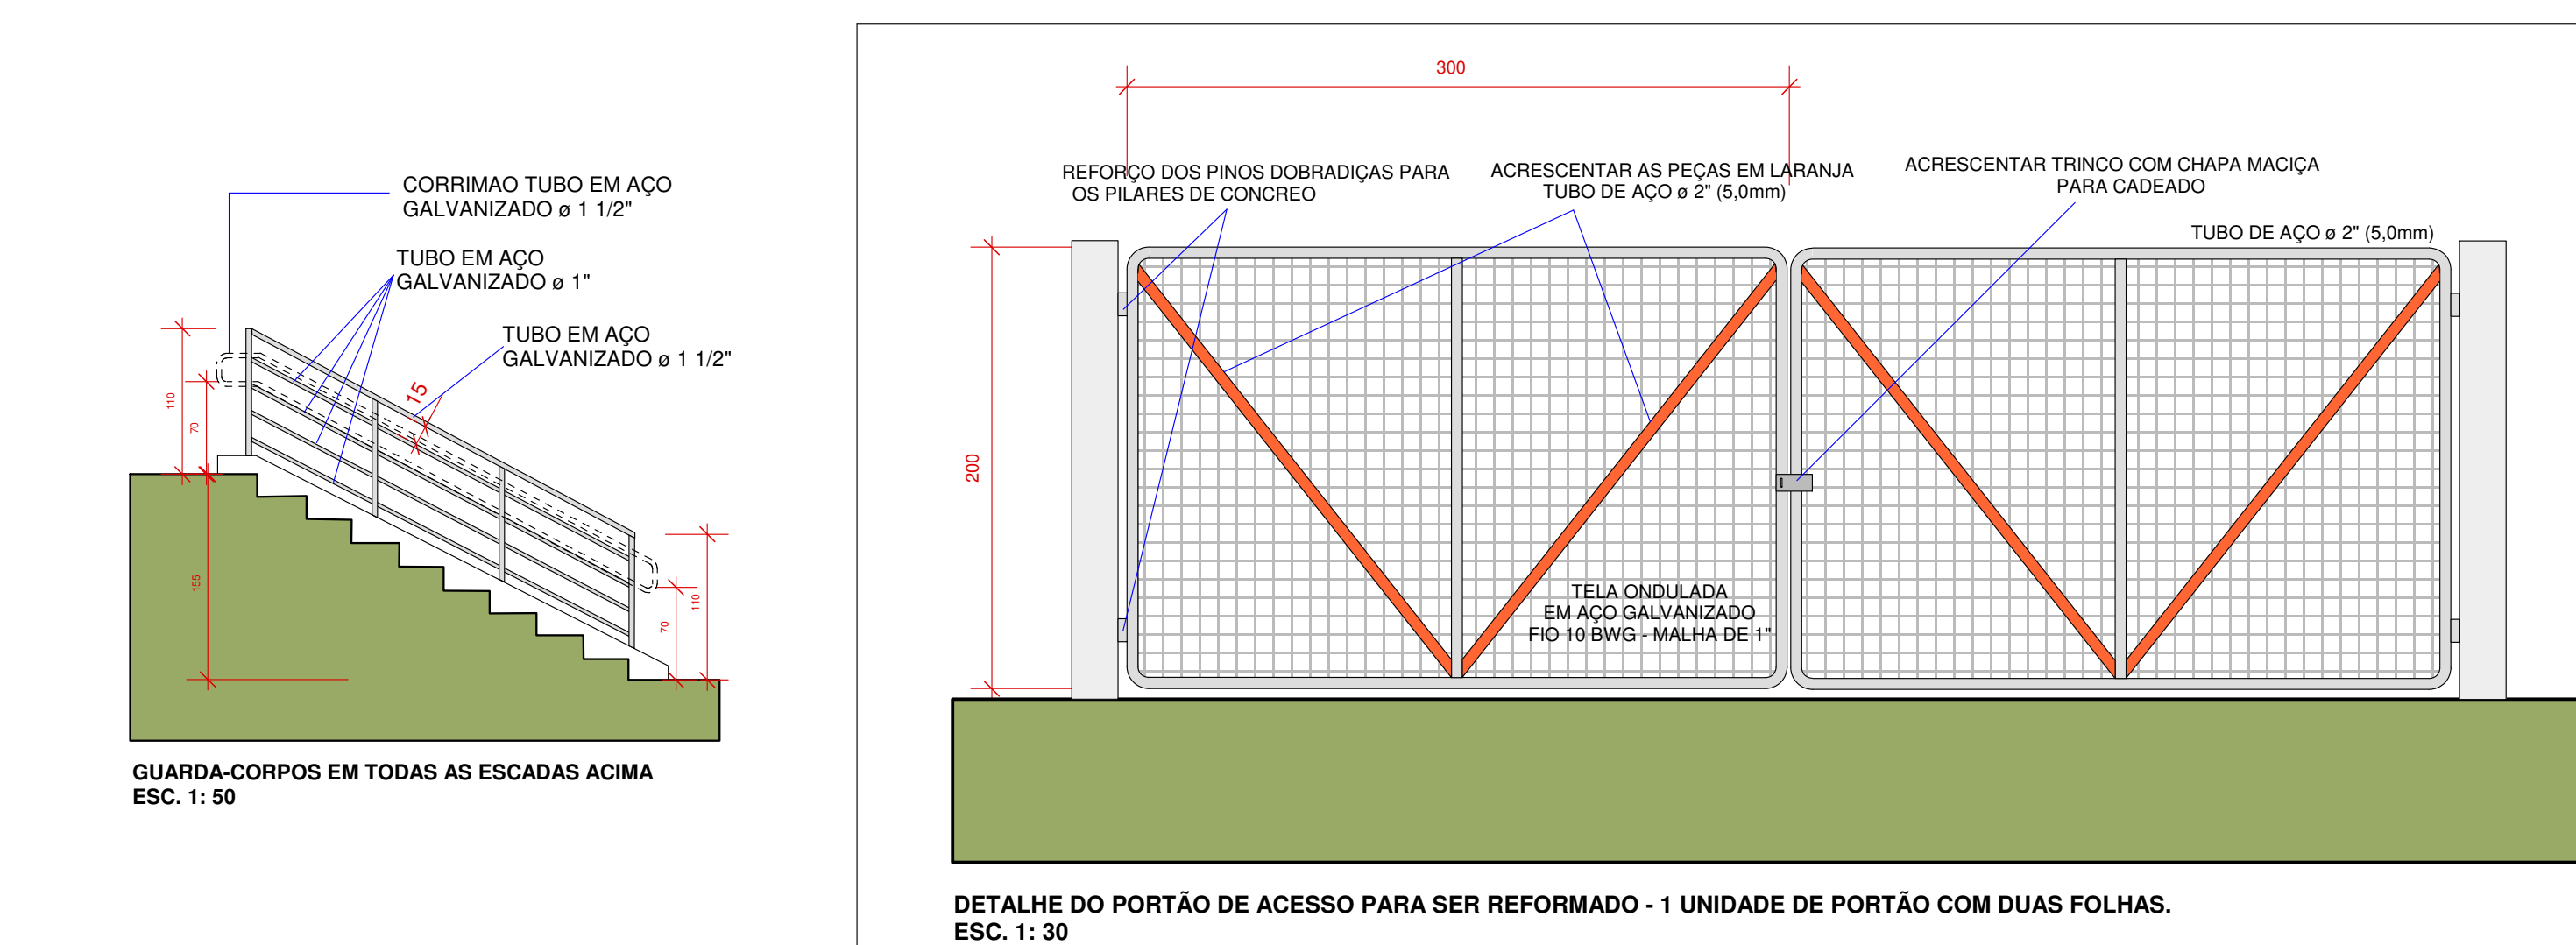 CORRIMAO TUBO EM AÇO
GALVANIZADO ø 1 1/2"
TUBO EM AÇO
GALVANIZADO ø 1"
TUBO EM AÇO
GALVANIZADO ø 1 1/2"
15
110
70
155
110
70
GUARDA-CORPOS EM TODAS AS ESCADAS ACIMA
ESC. 1: 50
300
REFORÇO DOS PINOS DOBRADIÇAS PARA
OS PILARES DE CONCREO
ACRESCENTAR AS PEÇAS EM LARANJA
TUBO DE AÇO ø 2" (5,0mm)
ACRESCENTAR TRINCO COM CHAPA MACIÇA
PARA CADEADO
TUBO DE AÇO ø 2" (5,0mm)
200
TELA ONDULADA
EM AÇO GALVANIZADO
FIO 10 BWG - MALHA DE 1"
DETALHE DO PORTÃO DE ACESSO PARA SER REFORMADO - 1 UNIDADE DE PORTÃO COM DUAS FOLHAS.
ESC. 1: 30